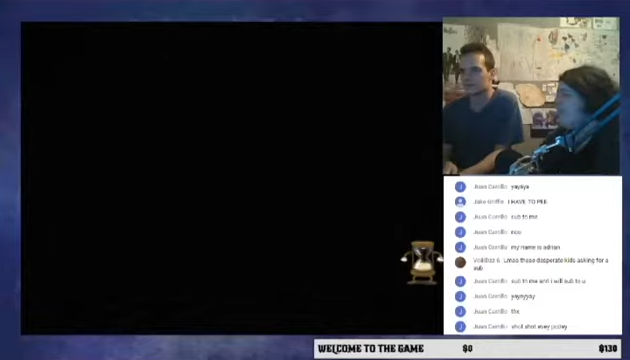 Juan Carrillo yayaya
Jake Griffin I HAVE TO PEE
Juan Carrillo sub to me
Juan Carrillo
Juan Carrillo my name is adrian
Lmao these desperate kids asking for a
sub
Juan Carrillo sub to me and i will sub to u
Juan Carrillo yayayyay
Juan Carrillo thx
Juan Carrillo
WELCOME TO THE GAME
$0
$130